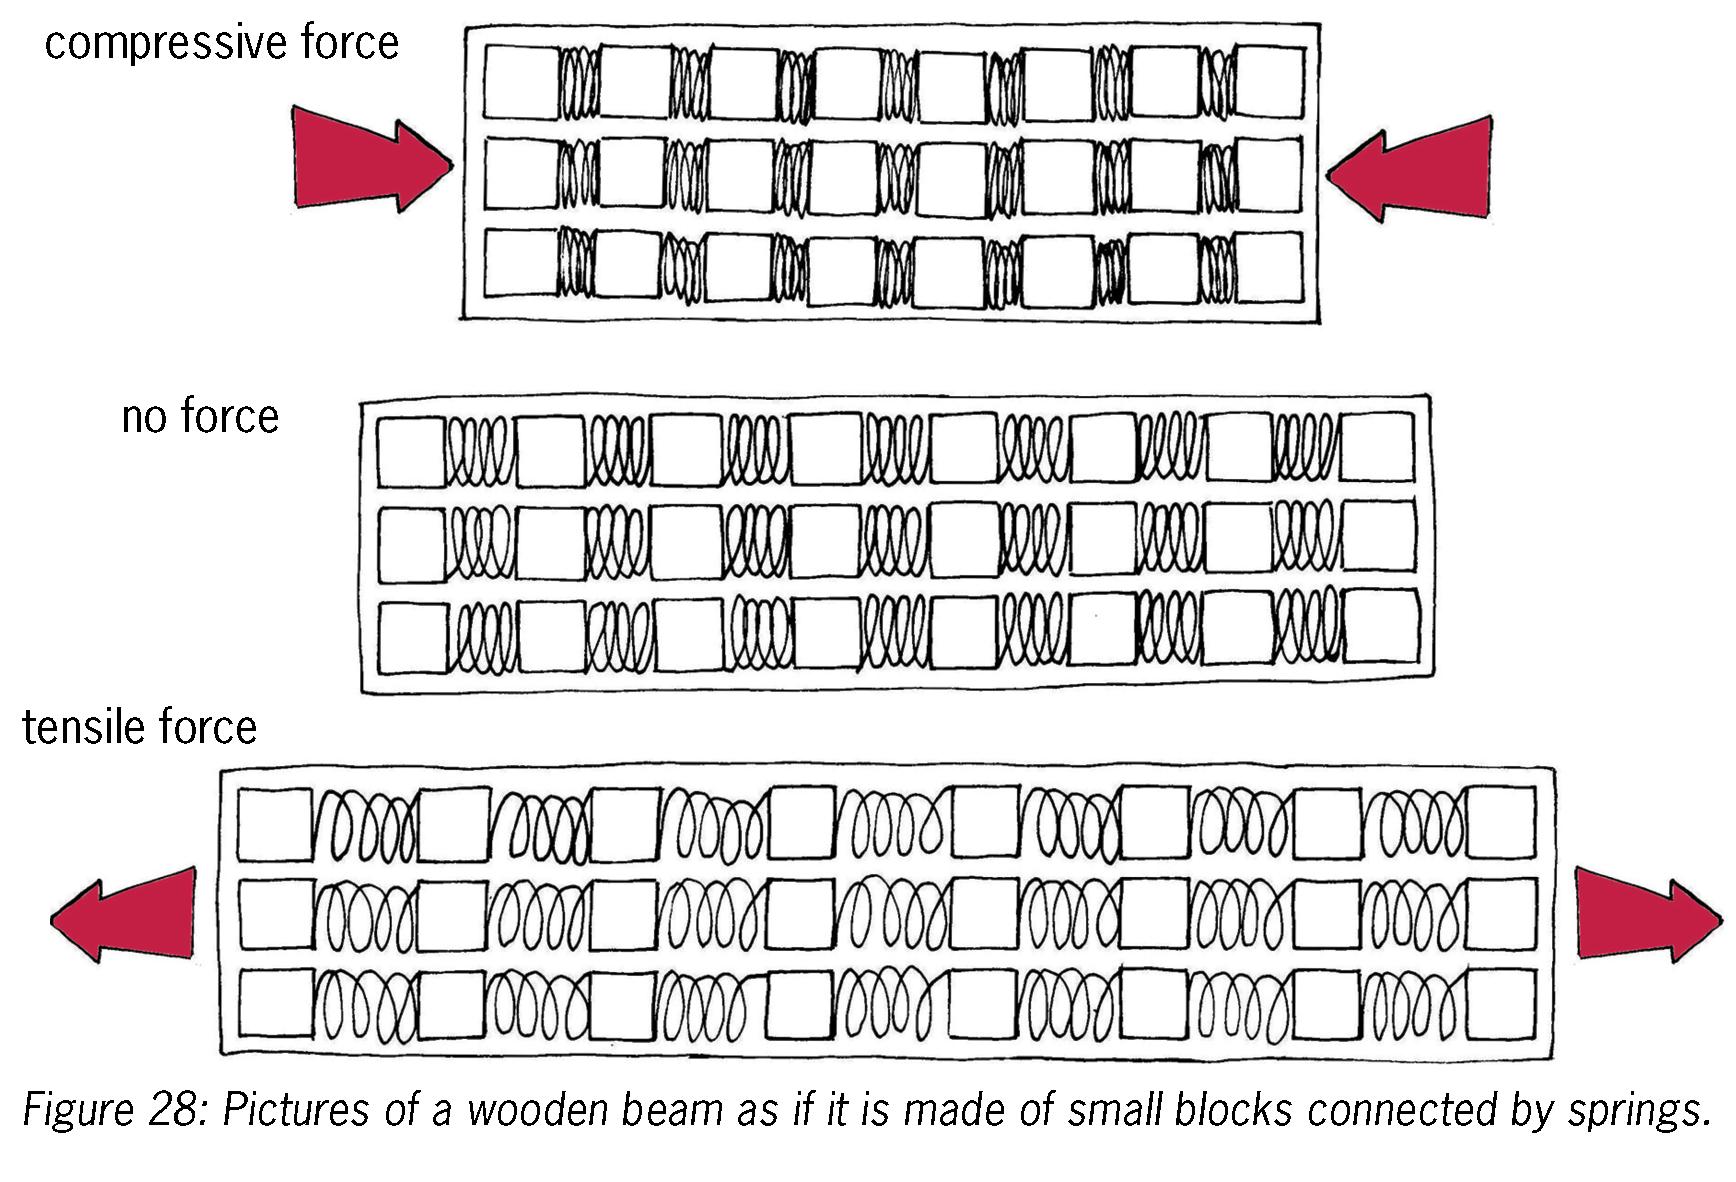 compressive force
no force
tensile force
Figure 28: Pictures of a wooden beam as if it is made of small blocks connected by springs.